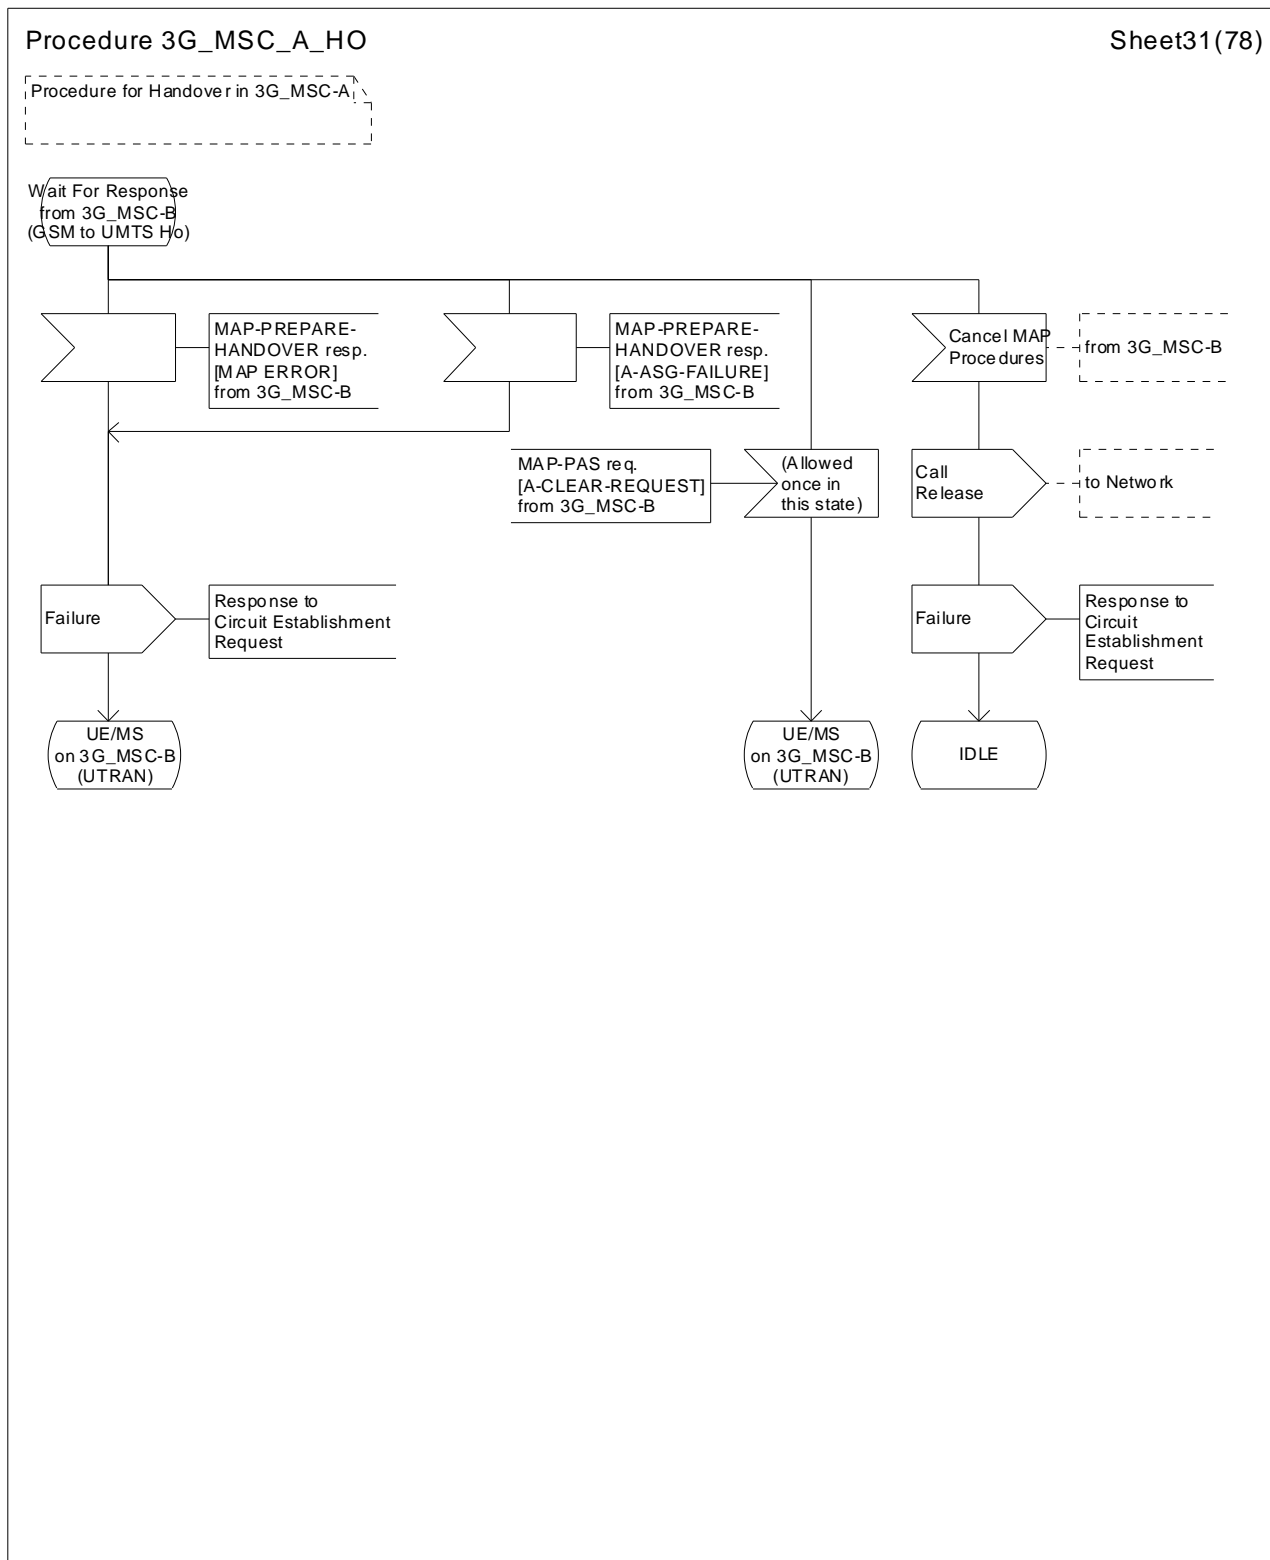 Procedure 3G_MSC_A_HO
Sheet31(78)
Procedure for Handover in 3G_MSC-A
Wait For Response
from 3G_MSC-B
(GSM to UMTS Ho)
MAP-PREPARE-
HANDOVER resp.
[MAP ERROR]
from 3G_MSC-B
MAP-PREPARE-
HANDOVER resp.
[A-ASG-FAILURE]
from 3G_MSC-B
Cancel MAP
Procedures
from 3G_MSC-B
MAP-PAS req.
[A-CLEAR-REQUEST]
from 3G_MSC-B
(Allowed
once in
this state)
Call
Release
to Network
Failure
Response to
Circuit Establishment
Request
Failure
Response to
Circuit
Establishment
Request
UE/MS
on 3G_MSC-B
(UTRAN)
UE/MS
on 3G_MSC-B
(UTRAN)
IDLE